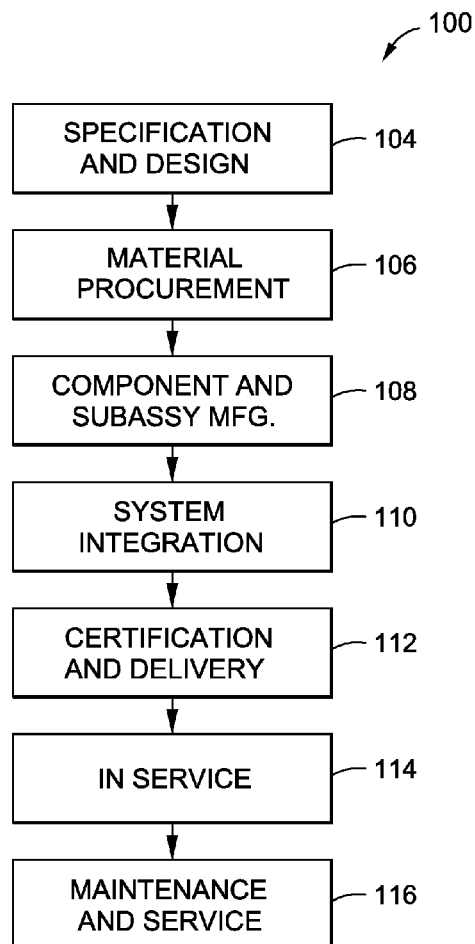 100
SPECIFICATION
AND DESIGN
104
MATERIAL
PROCUREMENT
106
COMPONENT AND
SUBASSY MFG.
108
SYSTEM
INTEGRATION
110
CERTIFICATION
AND DELIVERY
112
IN SERVICE
114
MAINTENANCE
AND SERVICE
116